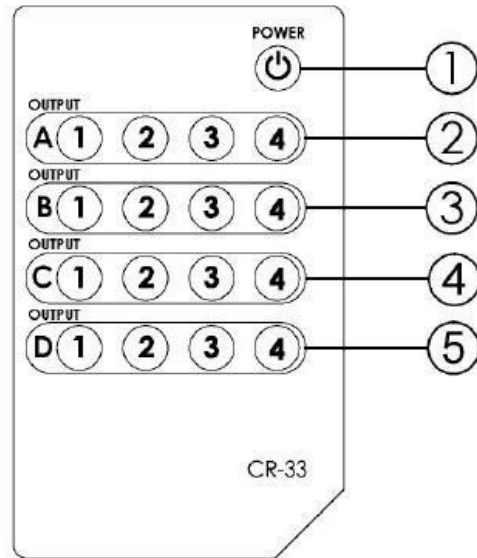 POWER
1
OUTPUT
A 1 2 3 4 2
OUTPUT
B 1 2 3 4 3
OUTPUT
C 1 2 3 4 4
OUTPUT
D 1 2 3 4 5
CR-33